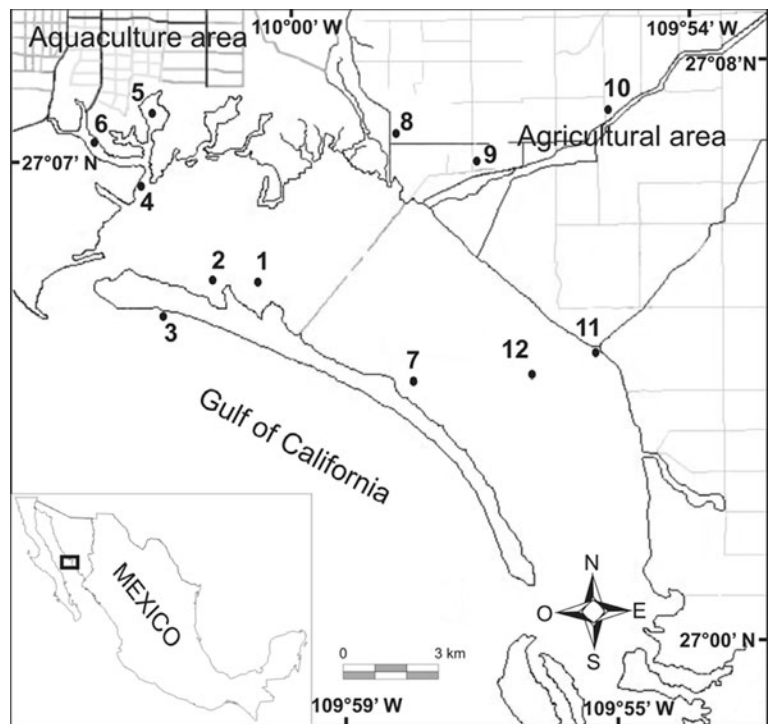 110°00' W
109°54' W
Aquaculture area
27°08' N
5
10
6
8
Agricultural area
27°07' N
9
4
2
1
3
11
12
7
Gulf of California
MEXICO
N
O
E
S
0
3 km
27°00' N
109°59' W
109°55' W